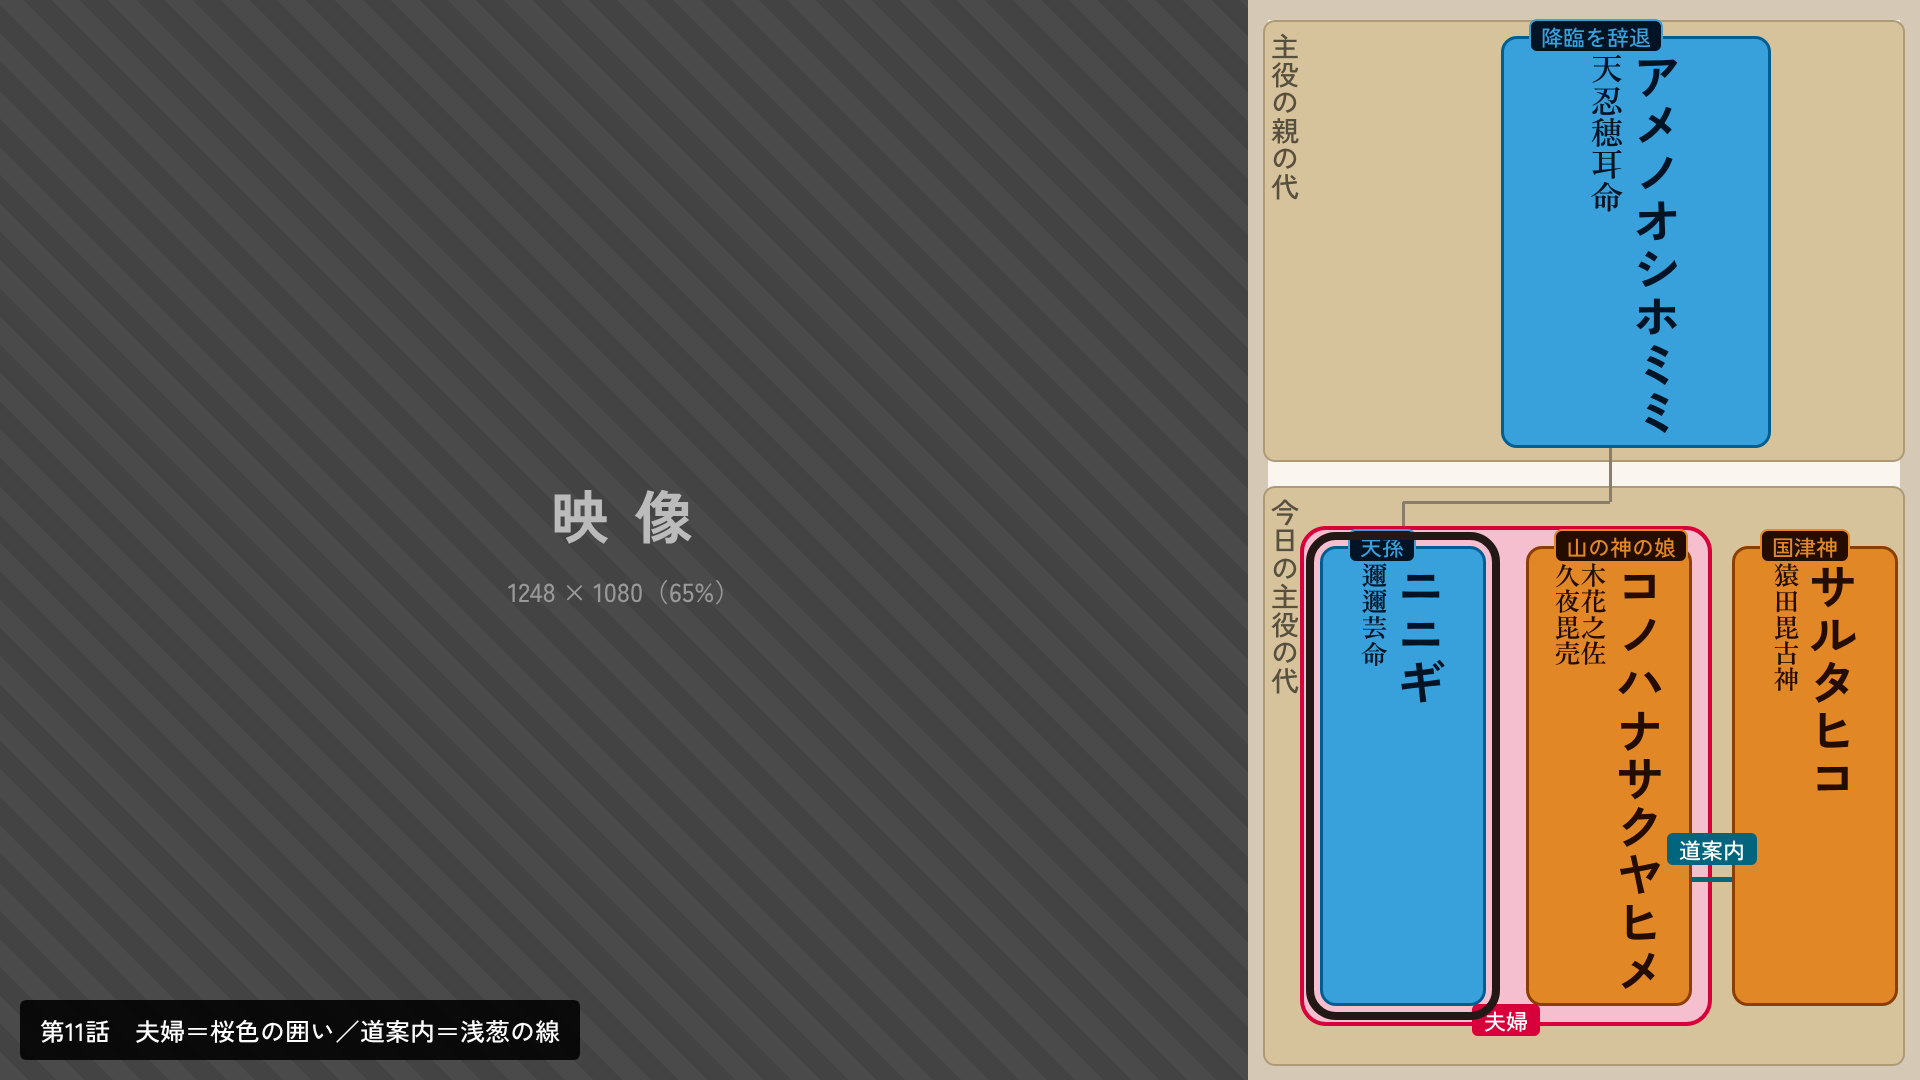 映像
1248 × 1080（65%）
第11話　夫婦＝桜色の囲い／道案内＝浅葱の線
主役の親の代
降臨を辞退
アメノオシホミミ
天忍穂耳命
今日の主役の代
天孫
ニニギ
邇邇芸命
山の神の娘
コノハナサクヤヒメ
木花之佐
久夜毘売
国津神
サルタヒコ
猿田毘古神
道案内
夫婦